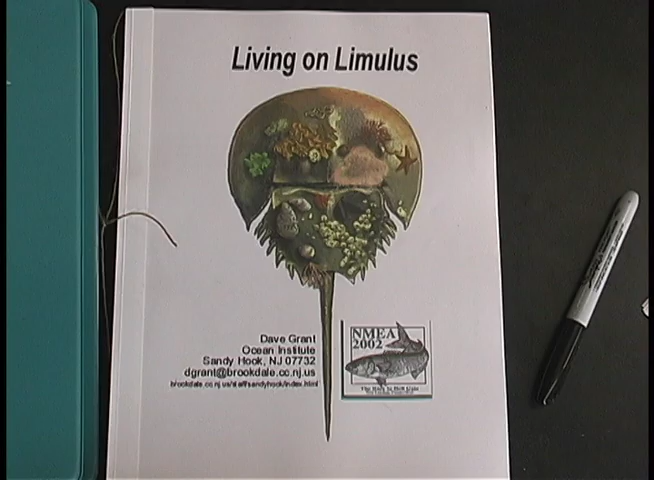 Living on Limulus
Dave Grant
Ocean Institute
Sandy Hook, NJ 07732
dgrant@brookdale.cc.nj.us
brookdale.cc.nj.us/staff/sandyhook/index.html
NMEA
2002